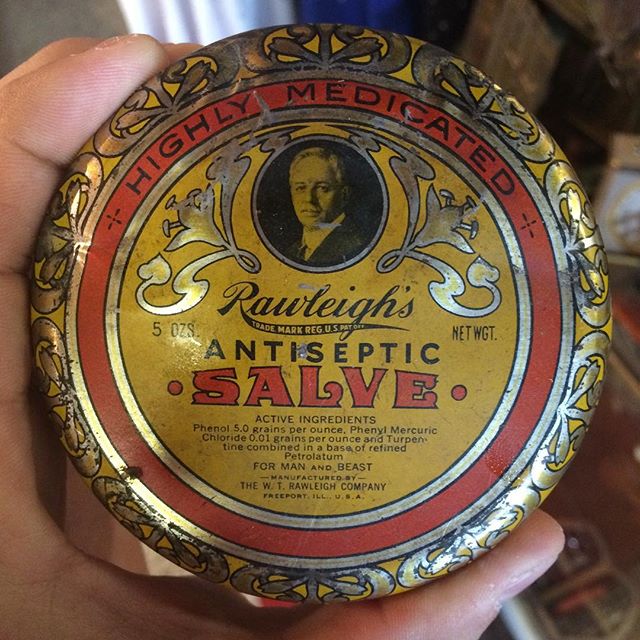 HIGHLY MEDICATED
Rawleigh's
TRADE MARK REG. U.S. PAT. OFF.
5 OZS. NET WGT.
ANTISEPTIC
SALVE
ACTIVE INGREDIENTS
Phenol 5.0 grains per ounce, Phenyl Mercuric
Chloride 0.01 grains per ounce and Turpen-
tine combined in a base of refined
Petrolatum
FOR MAN AND BEAST
MANUFACTURED BY
THE W. T. RAWLEIGH COMPANY
FREEPORT, ILL., U.S.A.